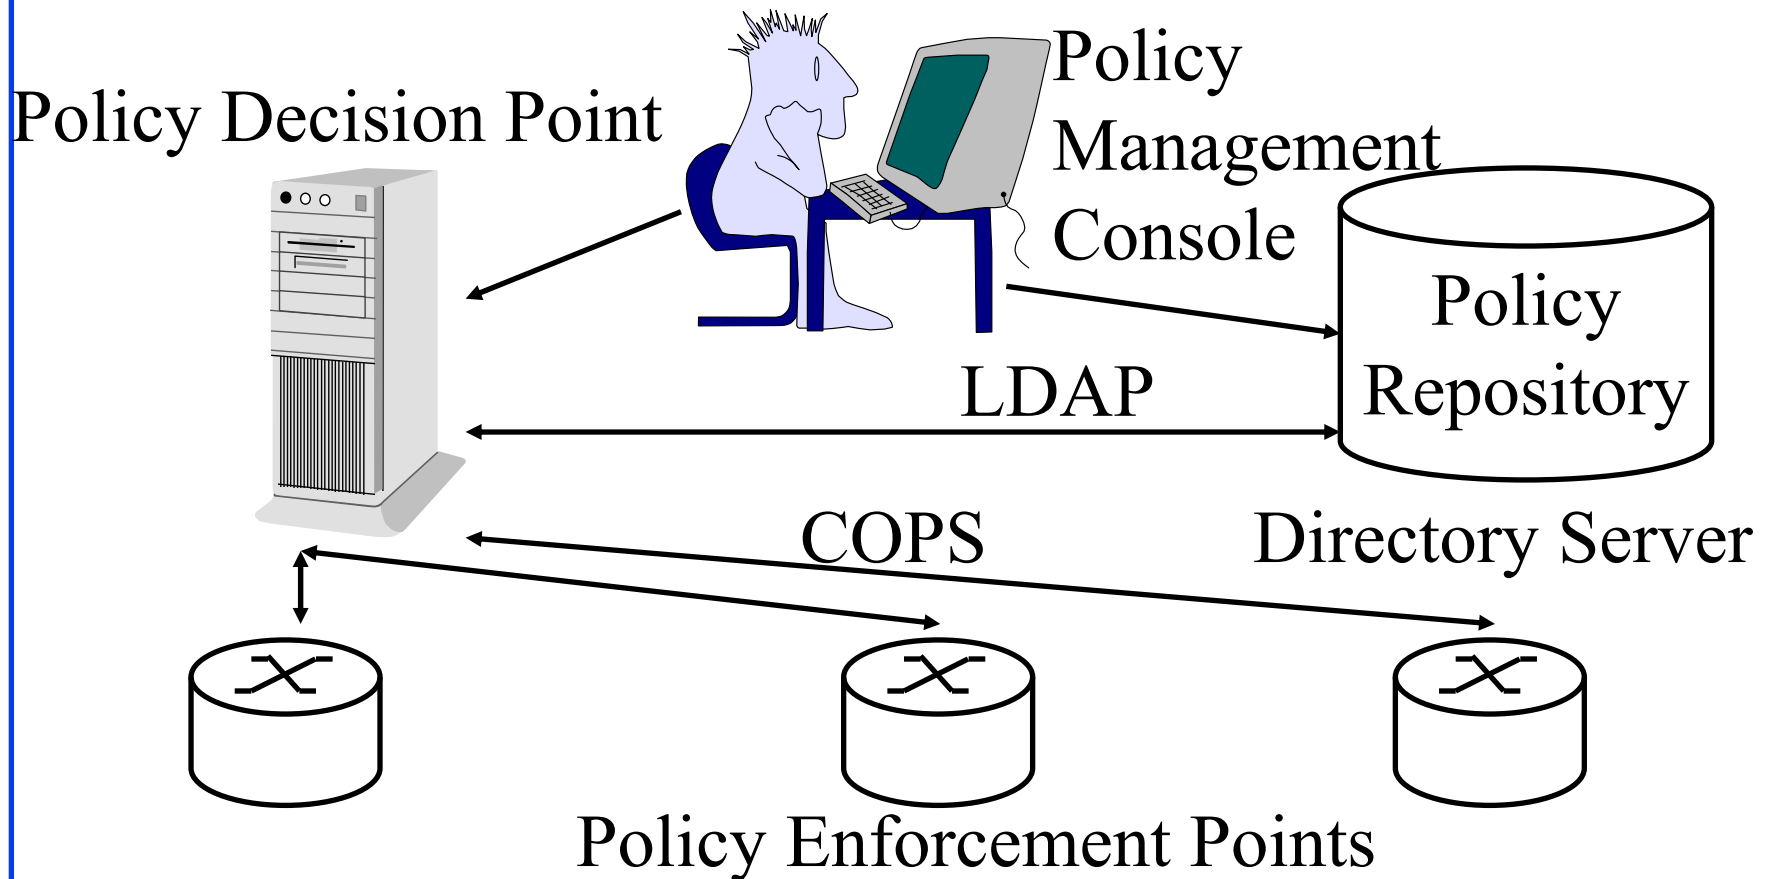 Policy Decision Point
Policy
Management
Console
Policy
Repository
LDAP
COPS
Directory Server
Policy Enforcement Points